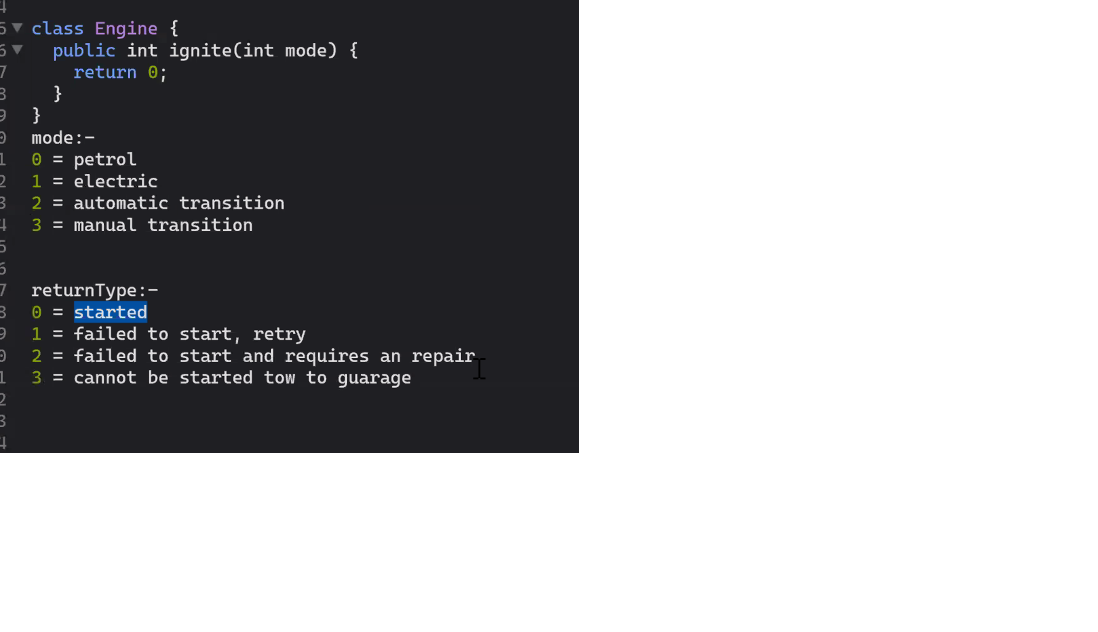 4
5 class Engine {
6 public int ignite(int mode) {
7 return 0;
8 }
9 }
0 mode:-
1 0 = petrol
2 1 = electric
3 2 = automatic transition
4 3 = manual transition
5
6
7 returnType:-
8 0 = started
9 1 = failed to start, retry
0 2 = failed to start and requires an repair
1 3 = cannot be started tow to guarage
2
3
4